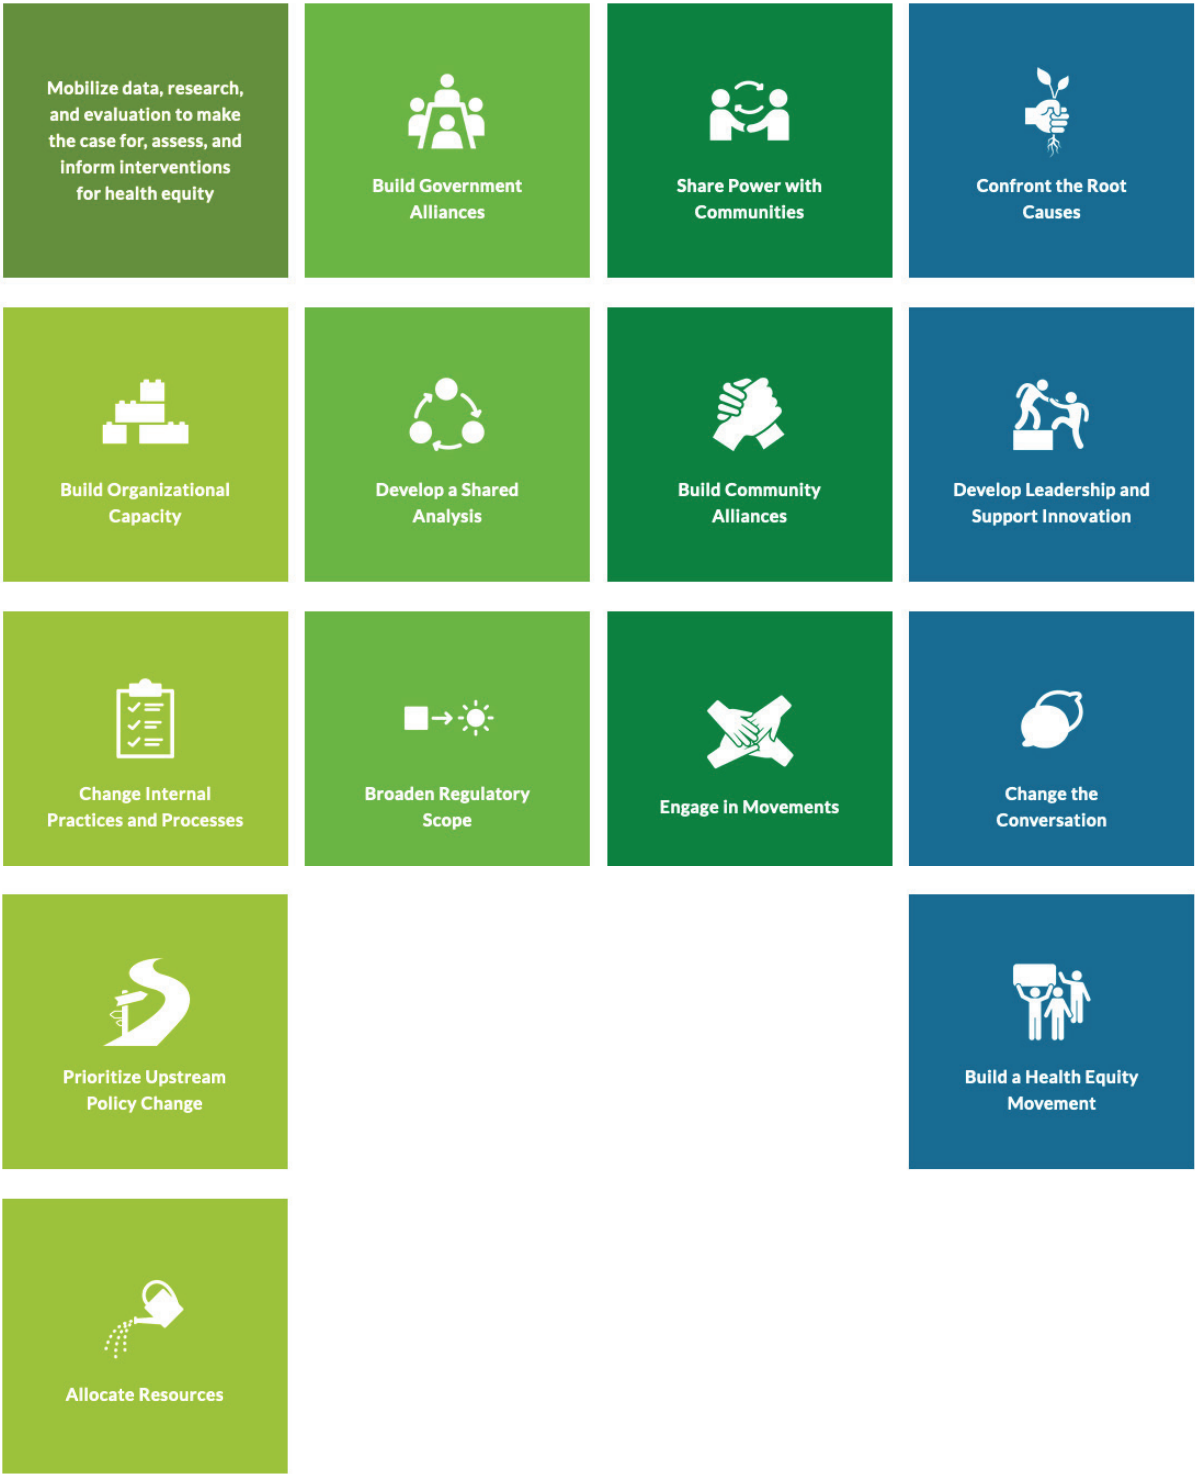 Mobilize data, research,
and evaluation to make
the case for, assess, and
inform interventions
for health equity
Build Government
Alliances
Share Power with
Communities
Confront the Root
Causes
Build Organizational
Capacity
Develop a Shared
Analysis
Build Community
Alliances
Develop Leadership and
Support Innovation
Change Internal
Practices and Processes
Broaden Regulatory
Scope
Engage in Movements
Change the
Conversation
Prioritize Upstream
Policy Change
Build a Health Equity
Movement
Allocate Resources